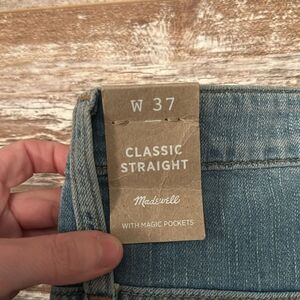 W 37
CLASSIC
STRAIGHT
Madewell
WITH MAGIC POCKETS